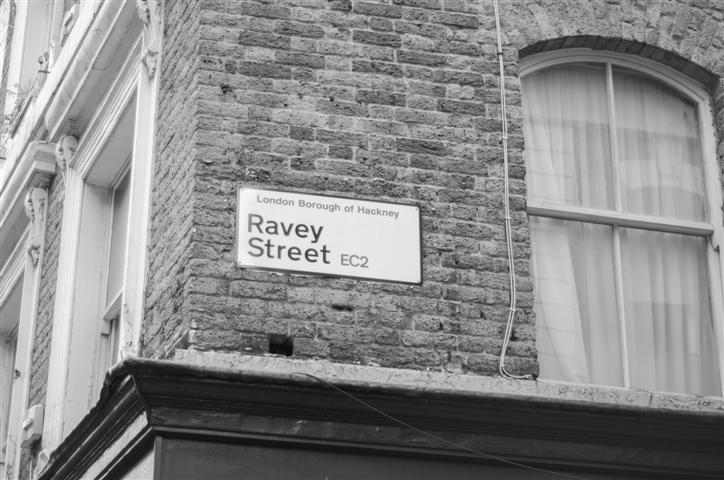 London Borough of Hackney
Ravey
Street EC2